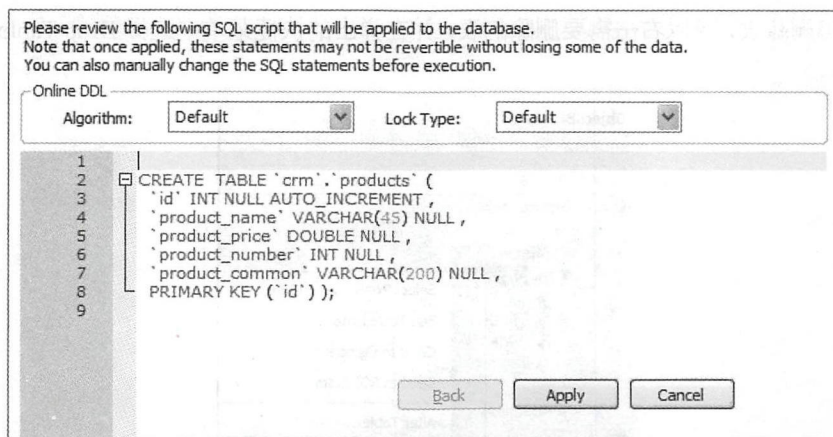 Please review the following SQL script that will be applied to the database.
Note that once applied, these statements may not be revertible without losing some of the data.
You can also manually change the SQL statements before execution.
Online DDL
Algorithm: Default Lock Type: Default
1
2 CREATE TABLE `crm`.`products` (
3 `id` INT NULL AUTO_INCREMENT ,
4 `product_name` VARCHAR(45) NULL ,
5 `product_price` DOUBLE NULL ,
6 `product_number` INT NULL ,
7 `product_common` VARCHAR(200) NULL ,
8 PRIMARY KEY (`id`) );
9
Back Apply Cancel